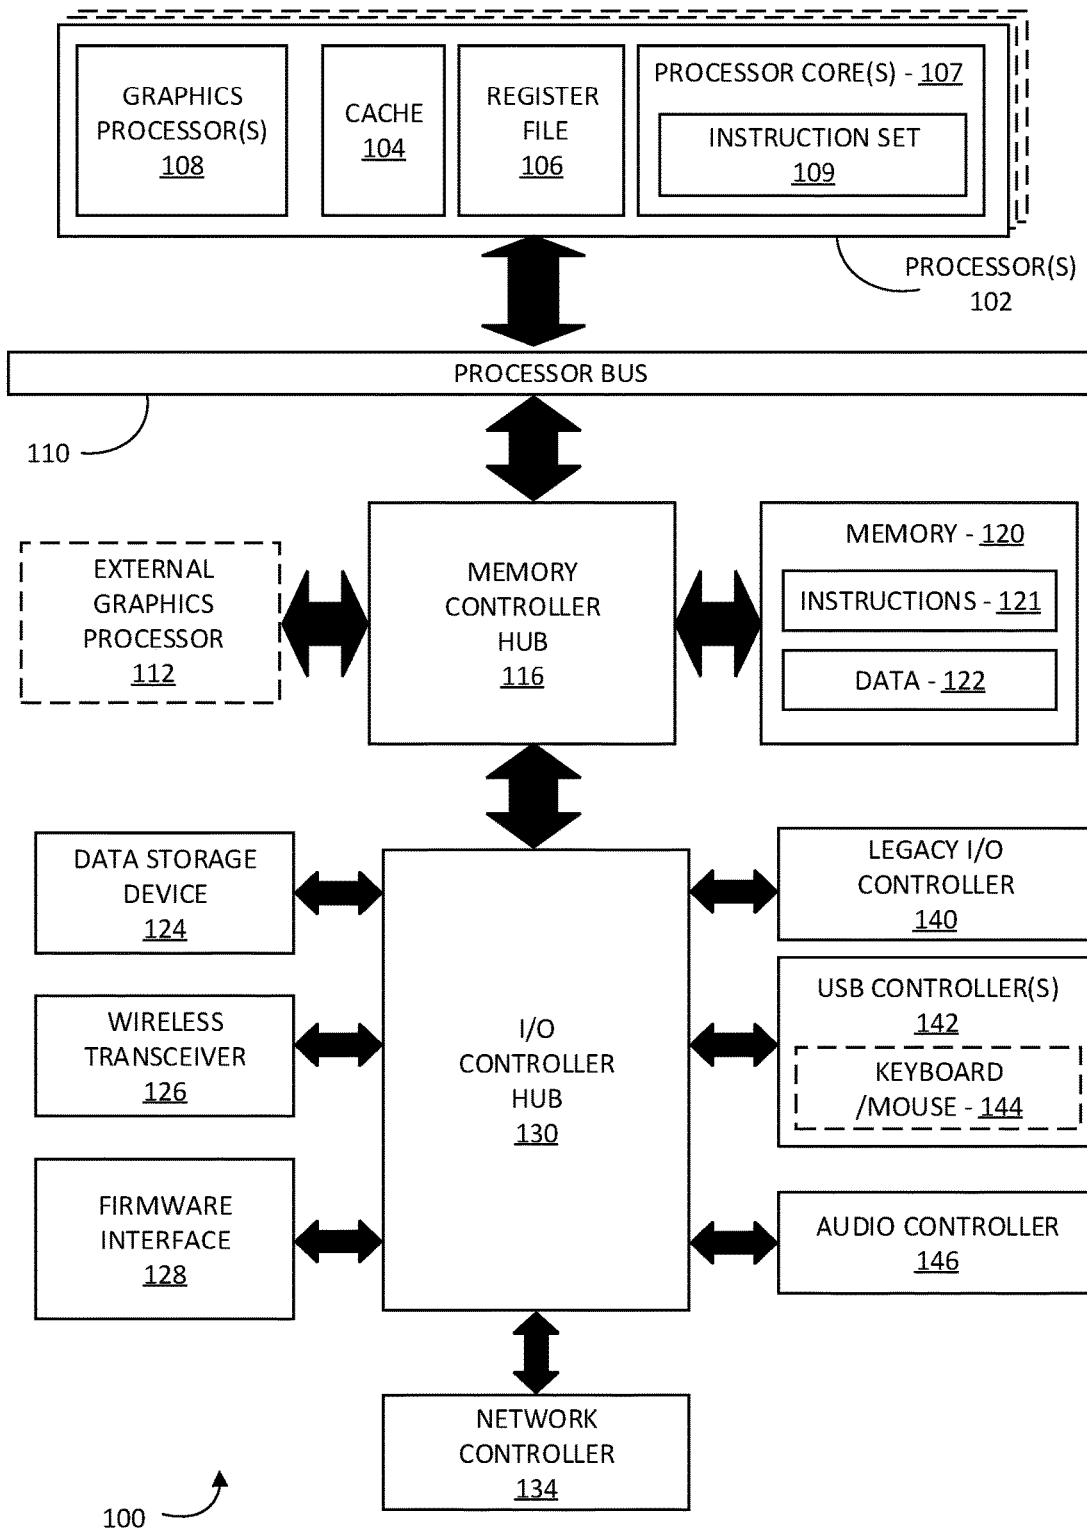 GRAPHICS
PROCESSOR(S)
108
CACHE
104
REGISTER
FILE
106
PROCESSOR CORE(S) - 107
INSTRUCTION SET
109
PROCESSOR(S)
102
PROCESSOR BUS
110
EXTERNAL
GRAPHICS
PROCESSOR
112
MEMORY
CONTROLLER
HUB
116
MEMORY - 120
INSTRUCTIONS - 121
DATA - 122
DATA STORAGE
DEVICE
124
WIRELESS
TRANSCEIVER
126
FIRMWARE
INTERFACE
128
I/O
CONTROLLER
HUB
130
LEGACY I/O
CONTROLLER
140
USB CONTROLLER(S)
142
KEYBOARD
/MOUSE - 144
AUDIO CONTROLLER
146
NETWORK
CONTROLLER
134
100